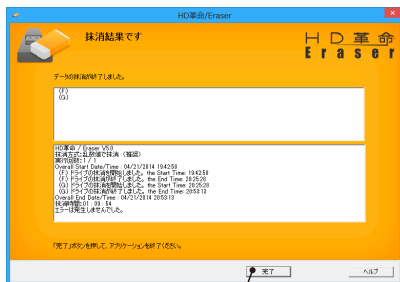 HD革命/Eraser
抹消結果です
HD革命
Eraser
データの抹消が終了しました。
(F:)
(G:)
HD革命 / Eraser V5.0
抹消方式：乱数値で抹消 （推奨）
実行回数：1 / 1
Overall Start Date/Time : 04/21/2014 19:42:58
(F:) ドライブの抹消を開始しました。 the Start Time: 19:42:58
(F:) ドライブの抹消が終了しました。 the End Time: 20:25:28
(G:) ドライブの抹消を開始しました。 the Start Time: 20:25:28
(G:) ドライブの抹消が終了しました。 the End Time: 20:53:13
Overall End Date/Time : 04/21/2014 20:53:13
抹消時間：01 : 09 : 54
エラーは発生しませんでした。
「完了」ボタンを押して、アプリケーションを終了ください。
完了
ヘルプ